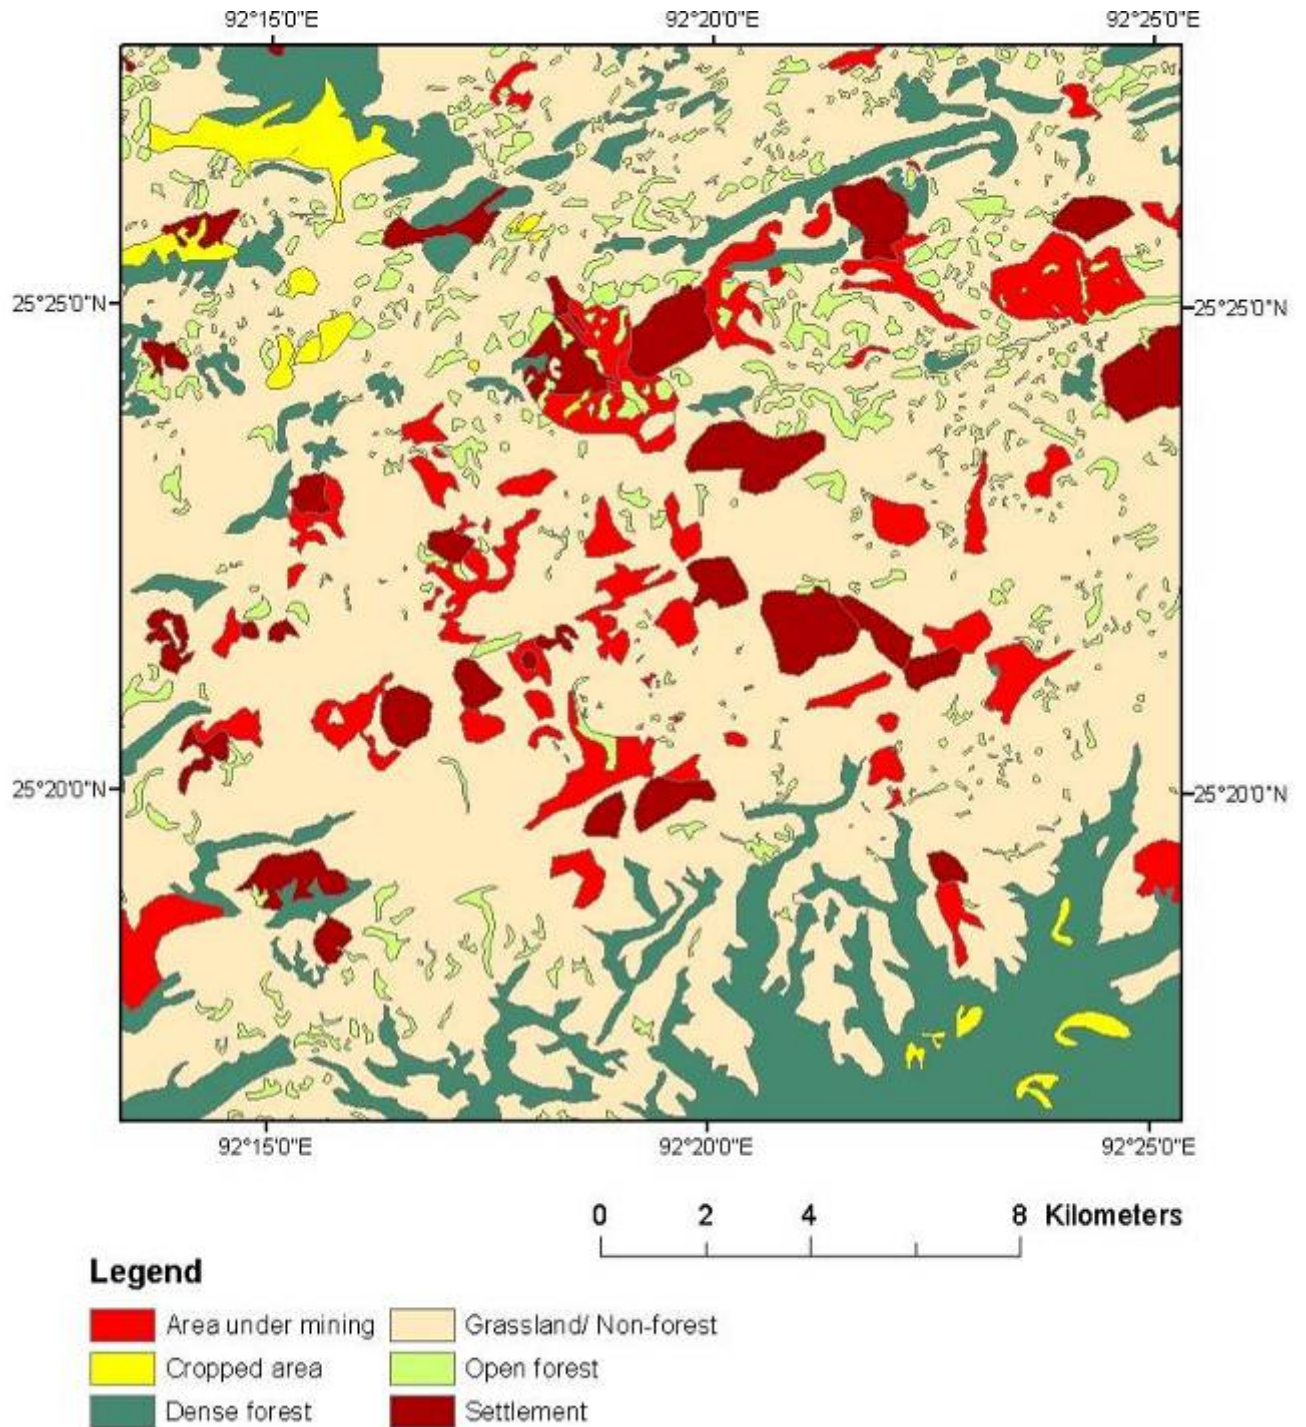 92°15'0"E 92°20'0"E 92°25'0"E
25°25'0"N 25°25'0"N
25°20'0"N 25°20'0"N
92°15'0"E 92°20'0"E 92°25'0"E
0 2 4 8 Kilometers
Legend
Area under mining Grassland/ Non-forest
Cropped area Open forest
Dense forest Settlement